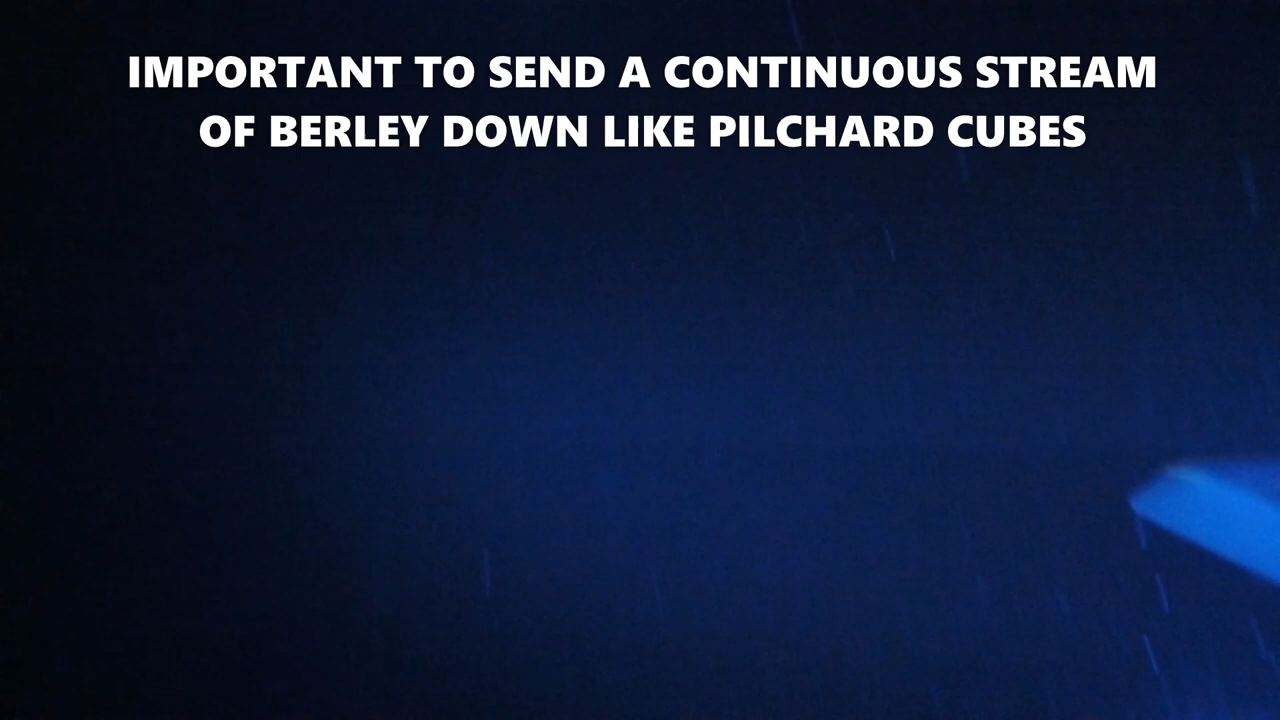 IMPORTANT TO SEND A CONTINUOUS STREAM
OF BERLEY DOWN LIKE PILCHARD CUBES